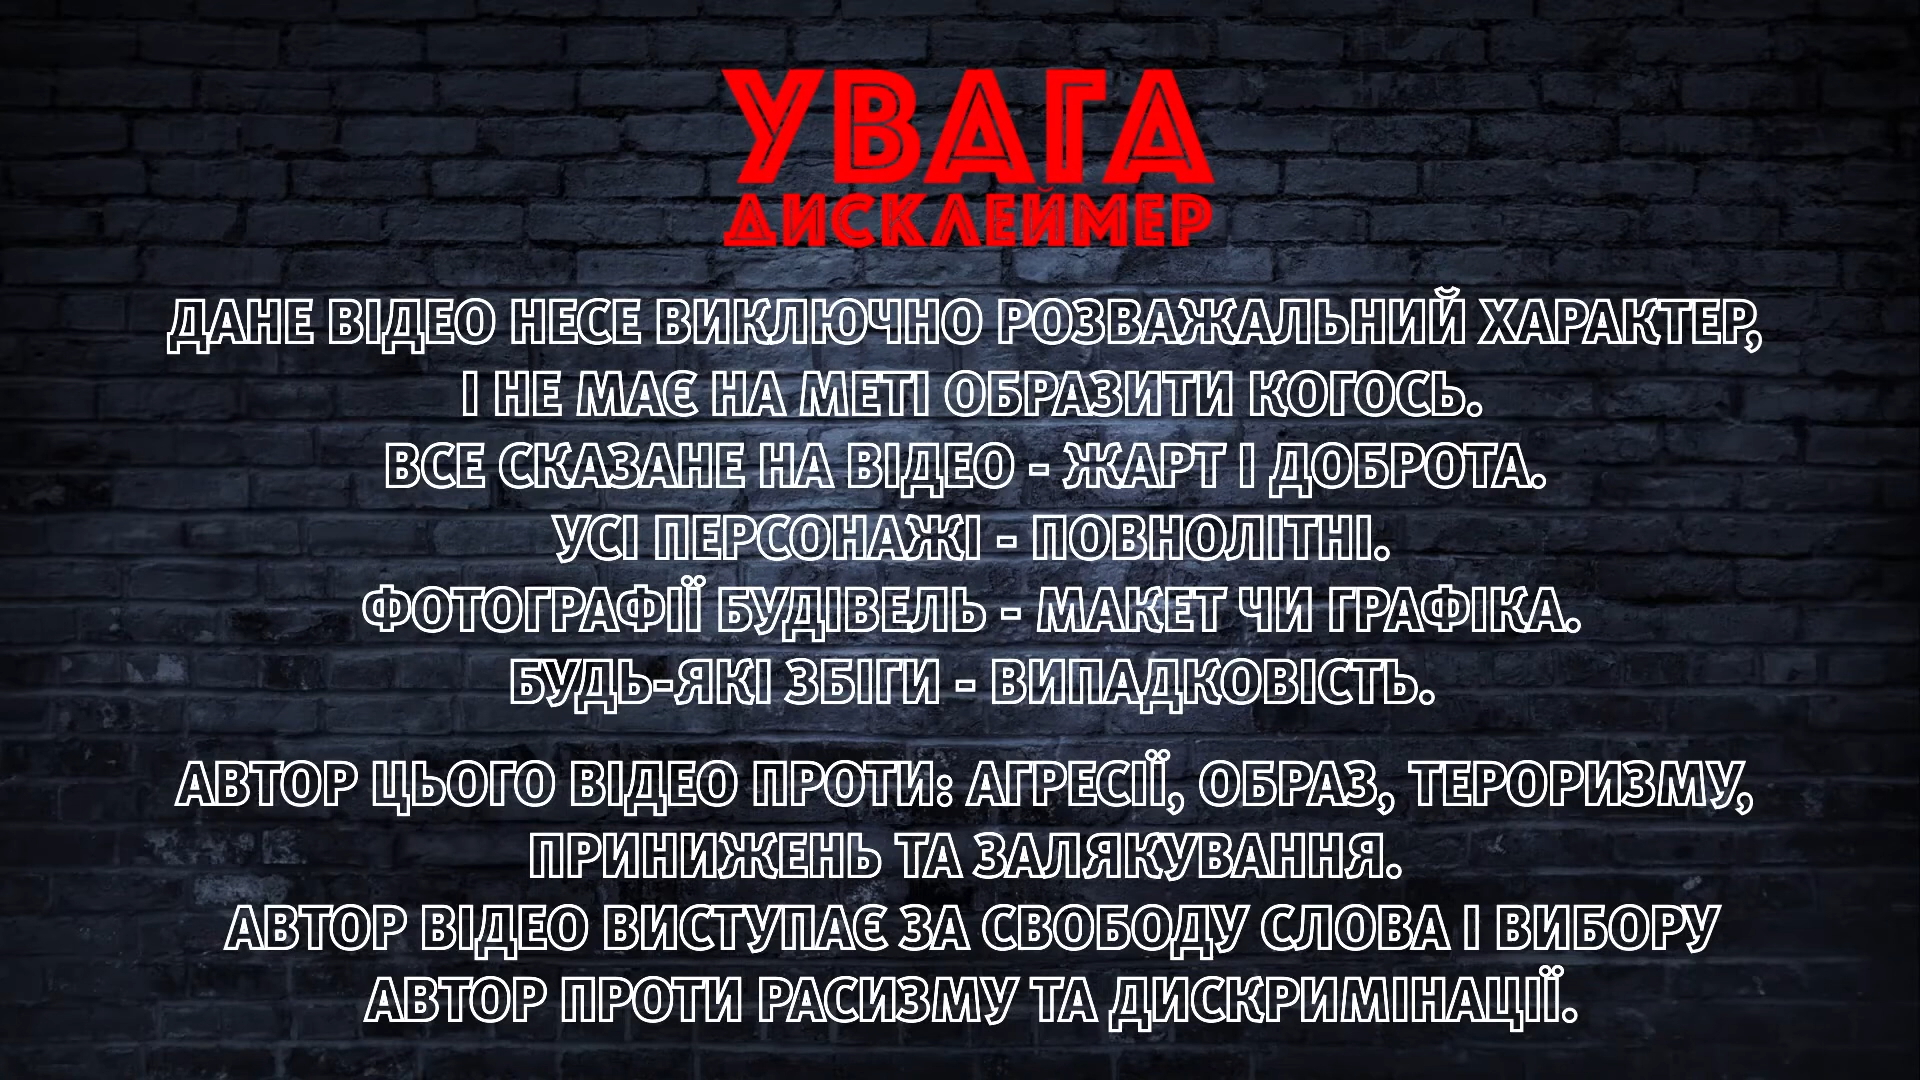 УВАГА
ДИСКЛЕЙМЕР
ДАНЕ ВІДЕО НЕСЕ ВИКЛЮЧНО РОЗВАЖАЛЬНИЙ ХАРАКТЕР,
І НЕ МАЄ НА МЕТІ ОБРАЗИТИ КОГОСЬ.
ВСЕ СКАЗАНЕ НА ВІДЕО - ЖАРТ І ДОБРОТА.
УСІ ПЕРСОНАЖІ - ПОВНОЛІТНІ.
ФОТОГРАФІЇ БУДІВЕЛЬ - МАКЕТ ЧИ ГРАФІКА.
БУДЬ-ЯКІ ЗБІГИ - ВИПАДКОВІСТЬ.
АВТОР ЦЬОГО ВІДЕО ПРОТИ: АГРЕСІЇ, ОБРАЗ, ТЕРОРИЗМУ,
ПРИНИЖЕНЬ ТА ЗАЛЯКУВАННЯ.
АВТОР ВІДЕО ВИСТУПАЄ ЗА СВОБОДУ СЛОВА І ВИБОРУ
АВТОР ПРОТИ РАСИЗМУ ТА ДИСКРИМІНАЦІЇ.